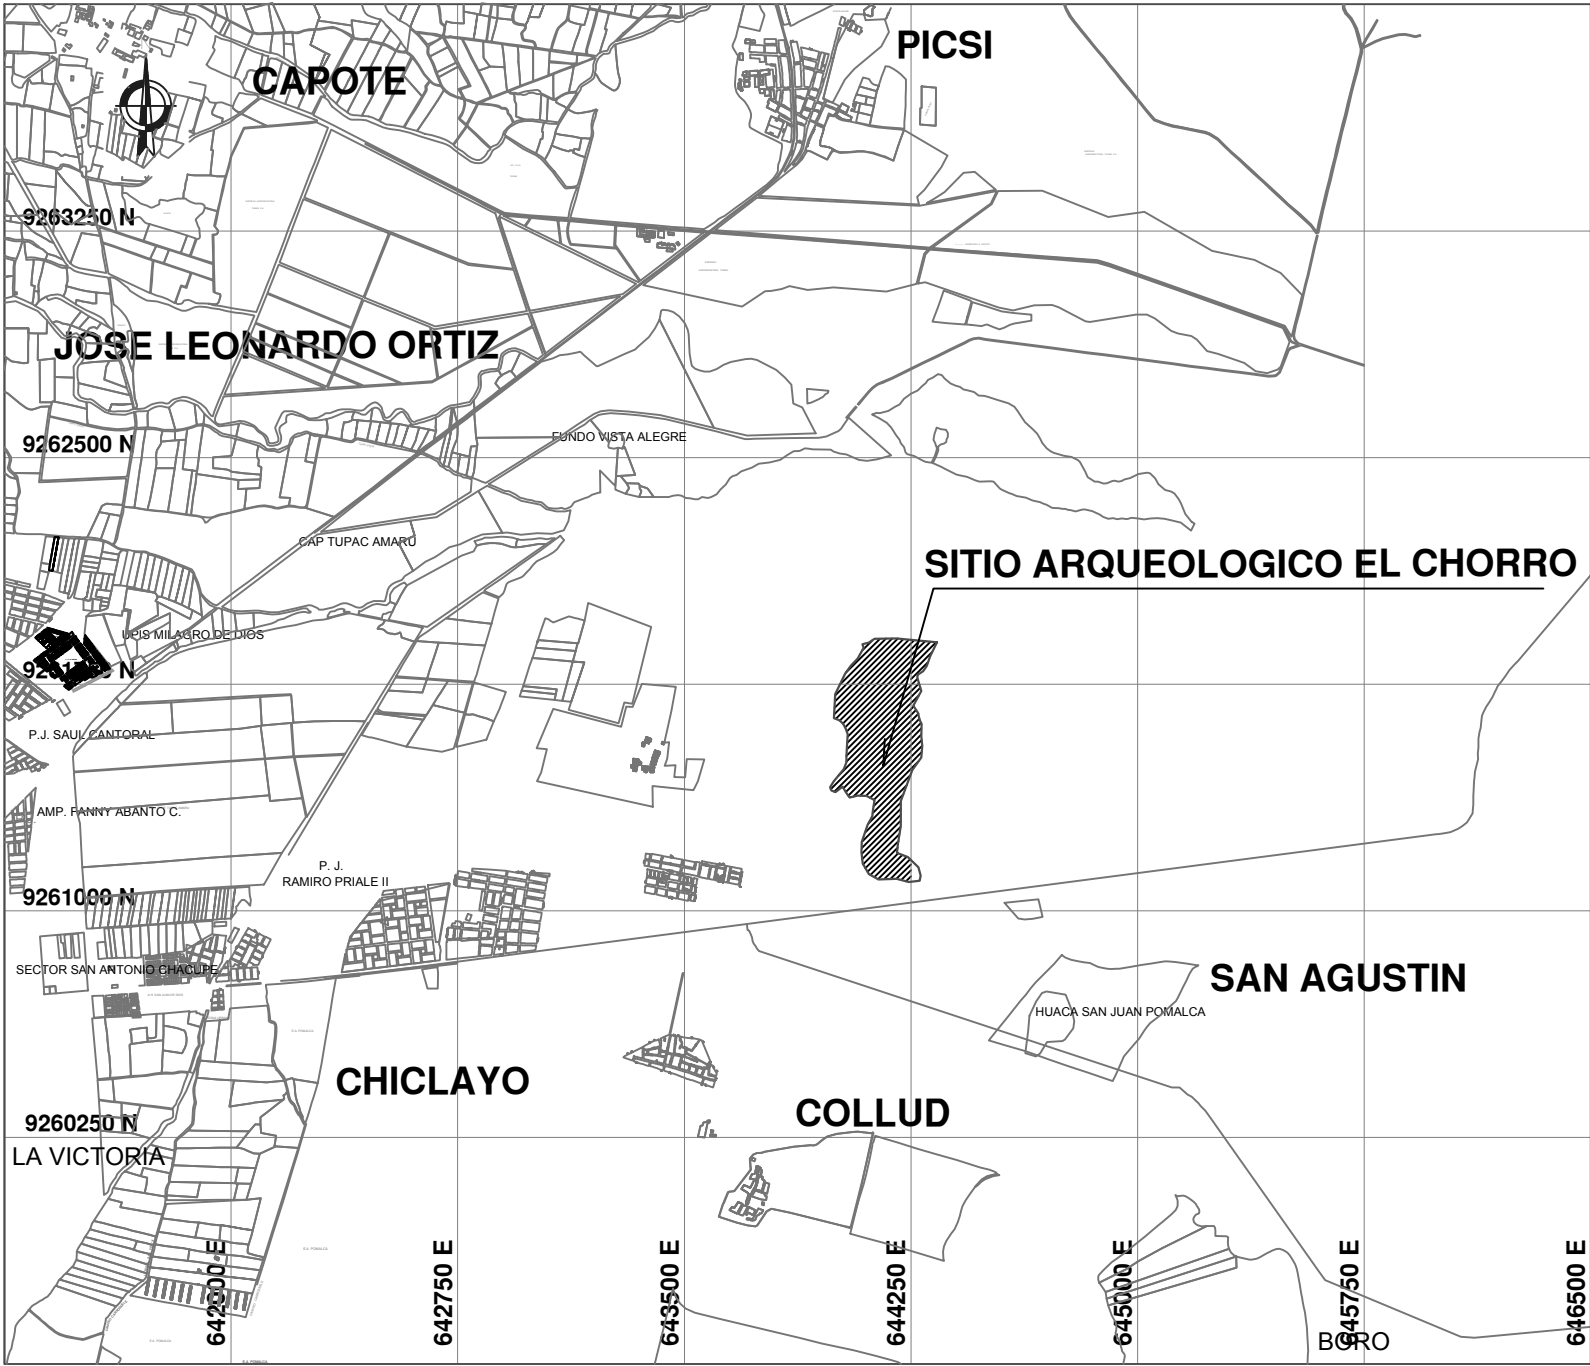 PICSI
CAPOTE
9263250 N
JOSE LEONARDO ORTIZ
FUNDO VISTA ALEGRE
9262500 N
CAP TUPAC AMARU
SITIO ARQUEOLOGICO EL CHORRO
UPIS MILAGRO DE DIOS
9261750 N
P.J. SAUL CANTORAL
AMP. FANNY ABANTO C.
P. J.
RAMIRO PRIALE II
9261000 N
SECTOR SAN ANTONIO CHACUPE
SAN AGUSTIN
HUACA SAN JUAN POMALCA
CHICLAYO
COLLUD
9260250 N
LA VICTORIA
642000 E
642750 E
643500 E
644250 E
645000 E
645750 E
646500 E
BORO